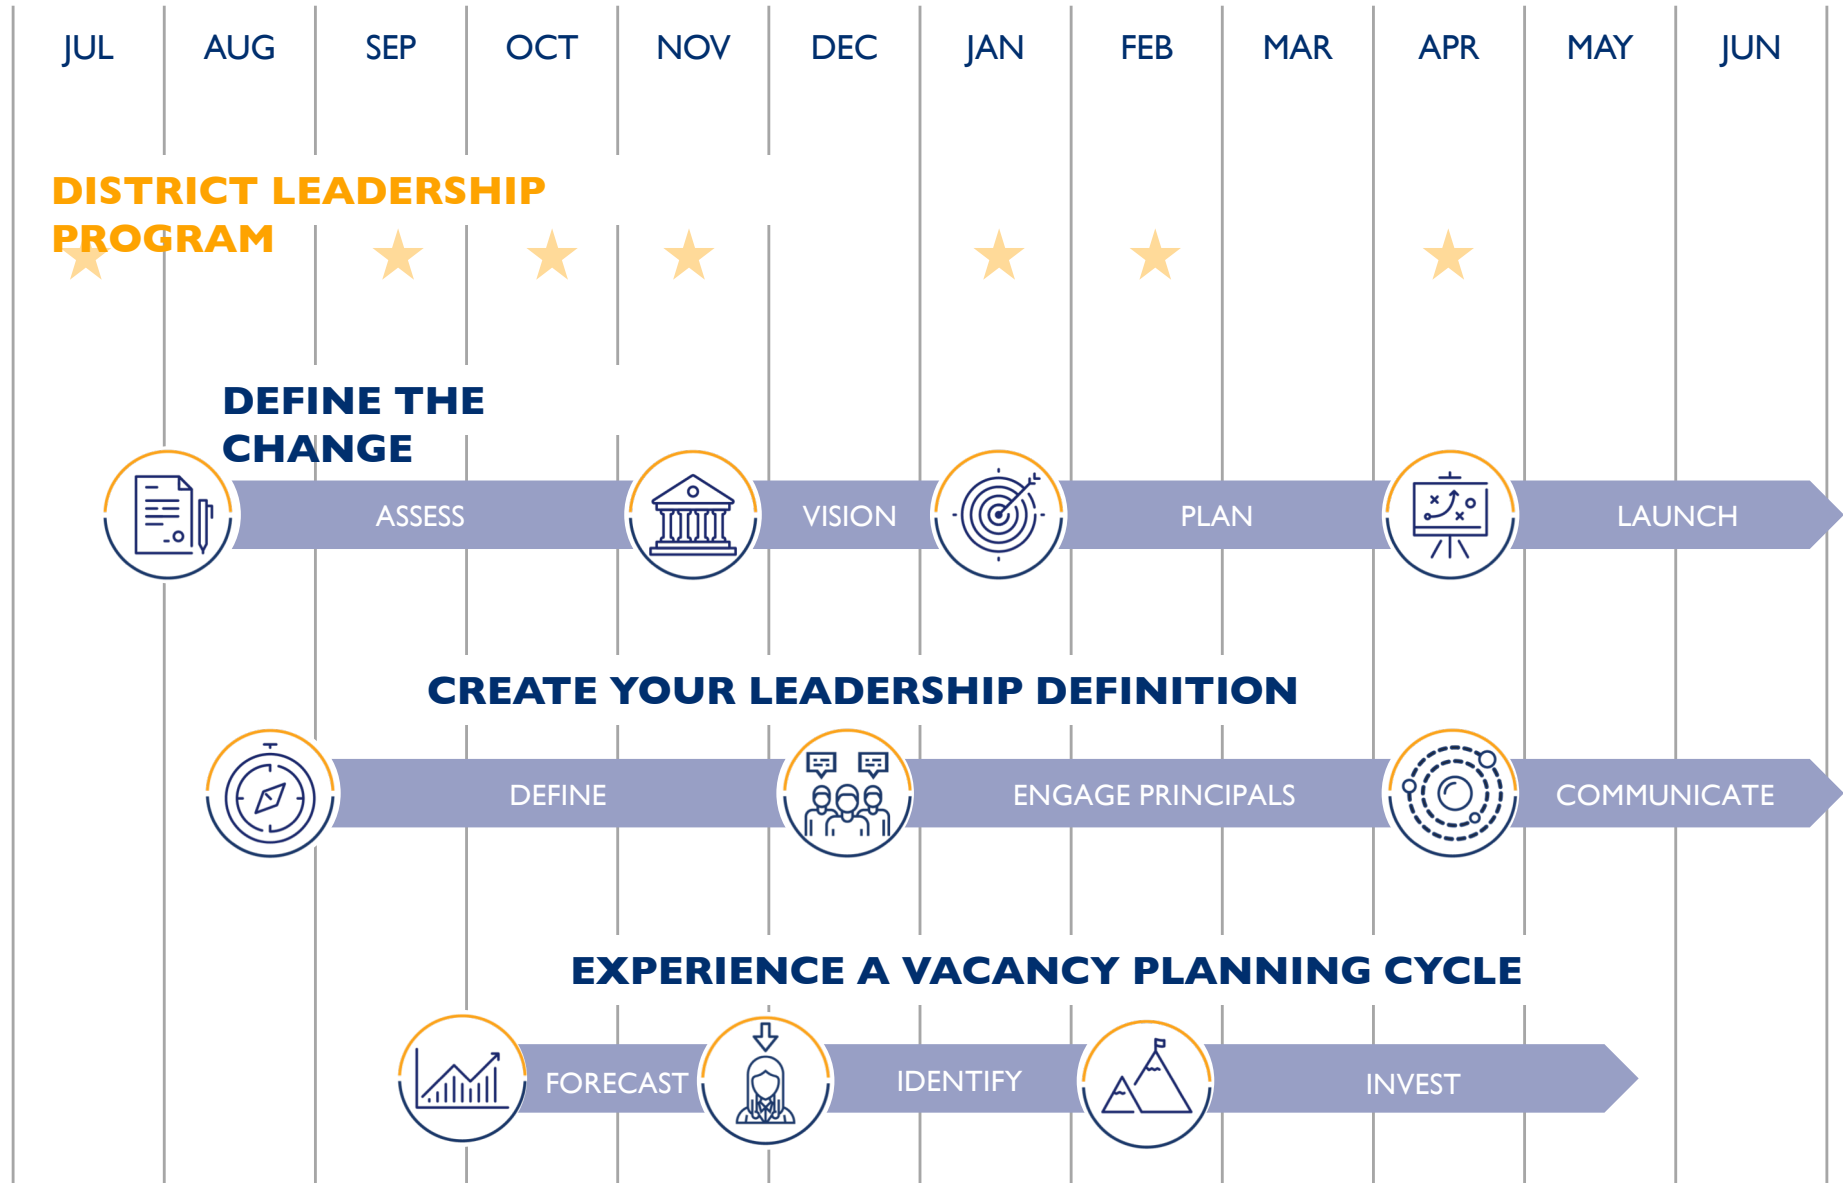 JUL AUG SEP OCT NOV DEC JAN FEB MAR APR MAY JUN
DISTRICT LEADERSHIP
PROGRAM
DEFINE THE
CHANGE
ASSESS VISION PLAN LAUNCH
CREATE YOUR LEADERSHIP DEFINITION
DEFINE ENGAGE PRINCIPALS COMMUNICATE
EXPERIENCE A VACANCY PLANNING CYCLE
FORECAST IDENTIFY INVEST